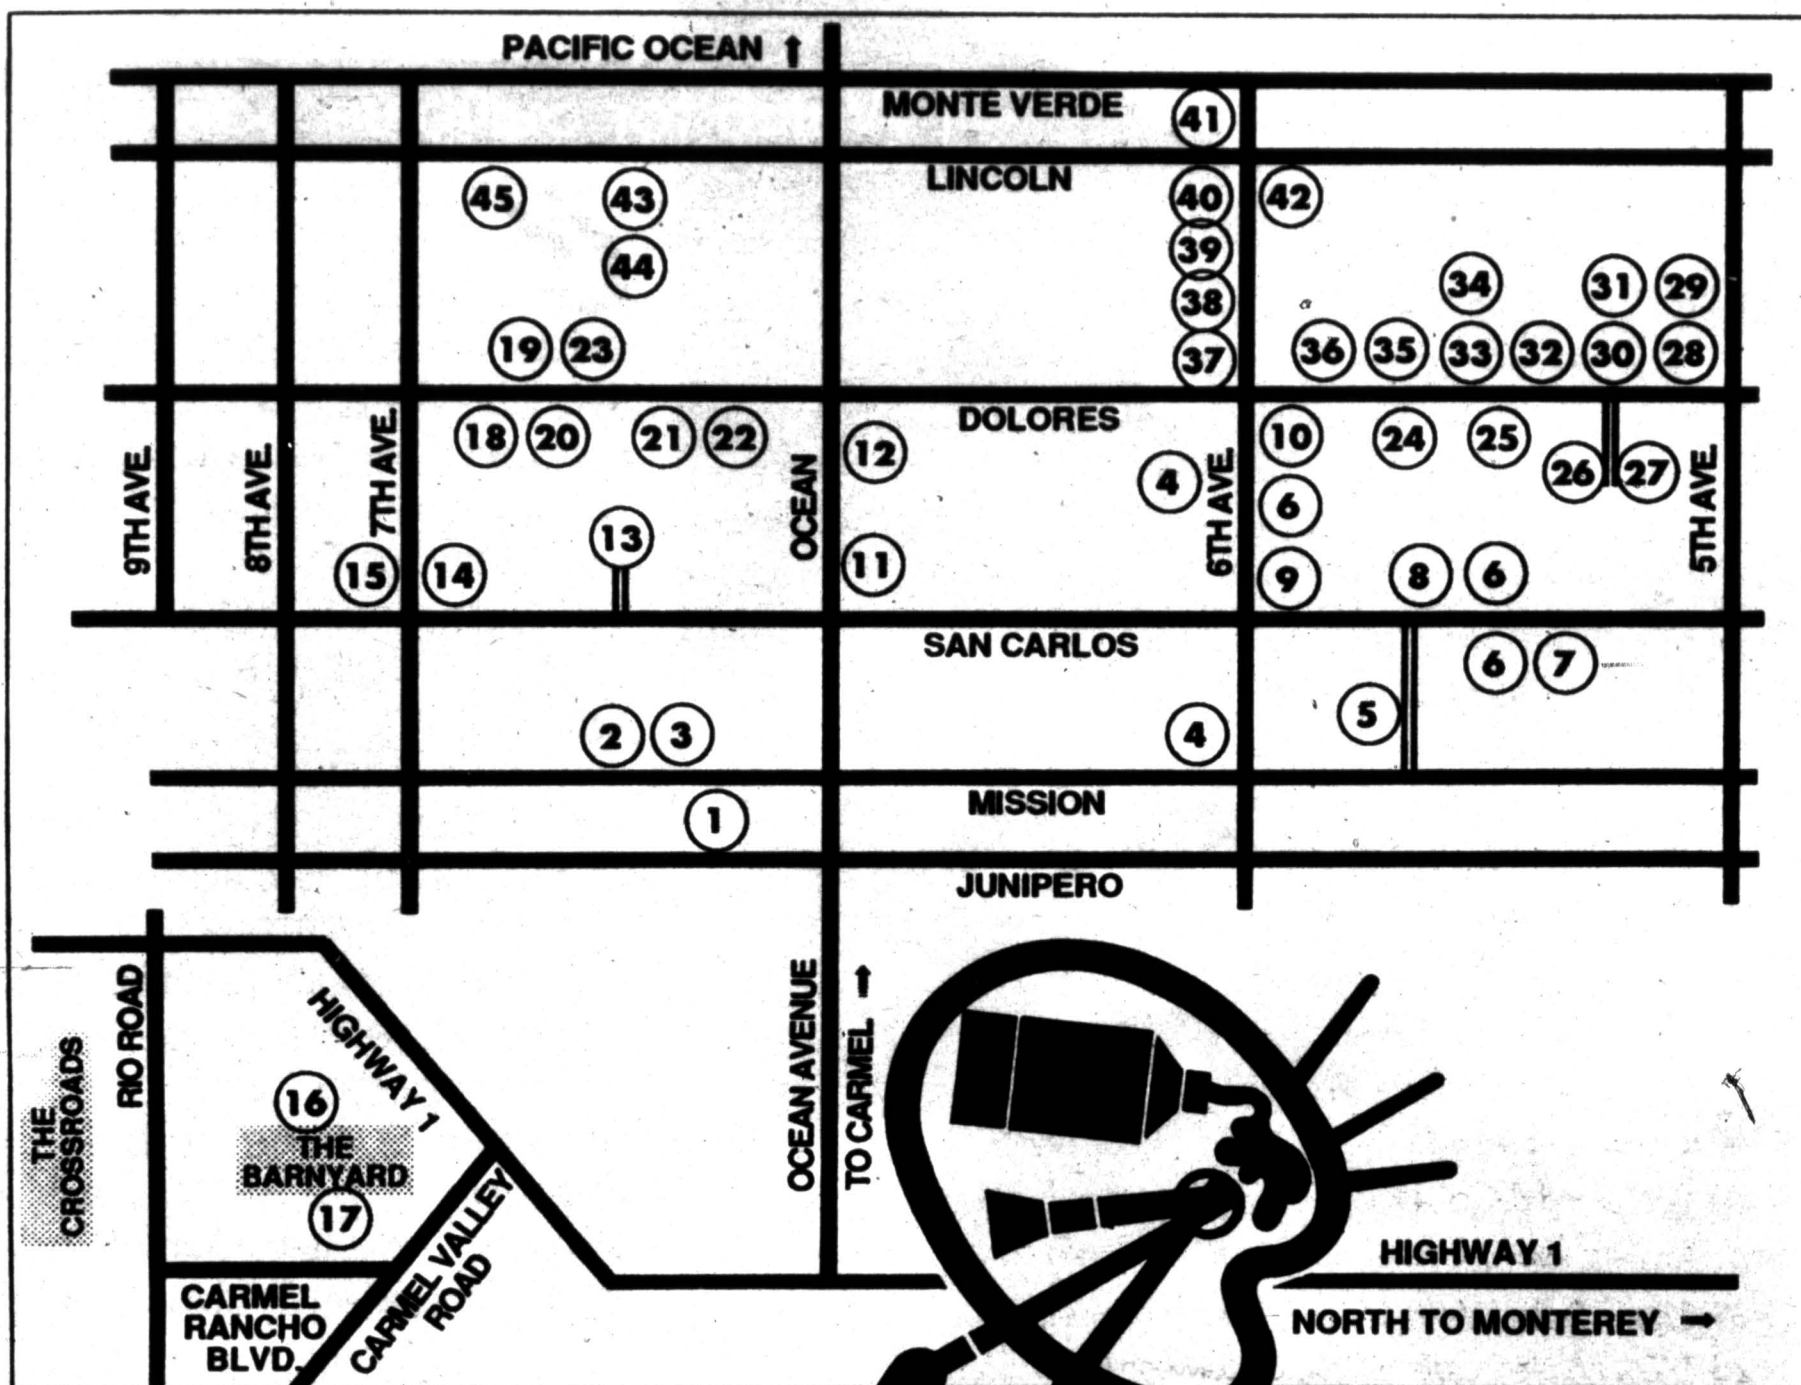 PACIFIC OCEAN ↑
MONTE VERDE
41
LINCOLN
45 43 40 42
44 39
38
34 31 29
19 23 37 36 35 33 32 30 28
DOLORES
18 20 21 22 12 10 24 25
4 26 27
9TH AVE.
8TH AVE.
7TH AVE.
OCEAN
6TH AVE.
5TH AVE.
6
13
15 14 11 9 8 6
SAN CARLOS
6 7
5
2 3 4
MISSION
1
JUNIPERO
THE
CROSSROADS
RIO ROAD
HIGHWAY 1
16
THE
BARNYARD
17
CARMEL
RANCHO
BLVD.
CARMEL VALLEY
ROAD
OCEAN AVENUE
TO CARMEL →
HIGHWAY 1
NORTH TO MONTEREY →